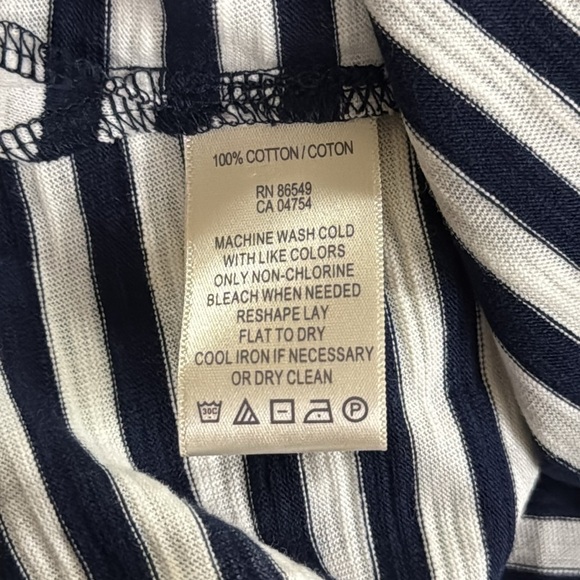 100% COTTON / COTON
RN 86549
CA 04754
MACHINE WASH COLD
WITH LIKE COLORS
ONLY NON-CHLORINE
BLEACH WHEN NEEDED
RESHAPE LAY
FLAT TO DRY
COOL IRON IF NECESSARY
OR DRY CLEAN
30C P